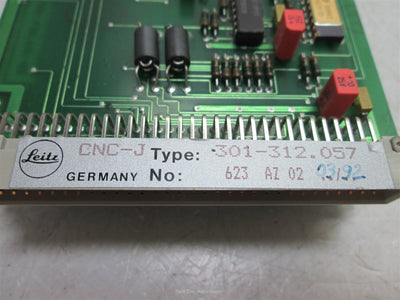 Leitz
CNC-J Type: 301-312.057
GERMANY No: 623 AZ 02